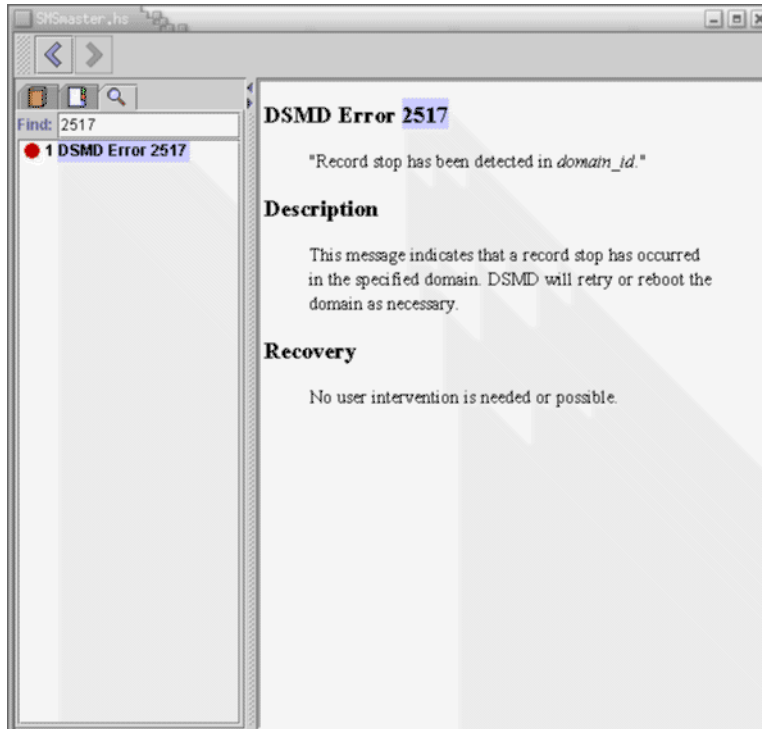 SMSmaster.hs
Find: 2517
1 DSMD Error 2517
DSMD Error 2517
"Record stop has been detected in domain_id."
Description
This message indicates that a record stop has occurred
in the specified domain. DSMD will retry or reboot the
domain as necessary.
Recovery
No user intervention is needed or possible.